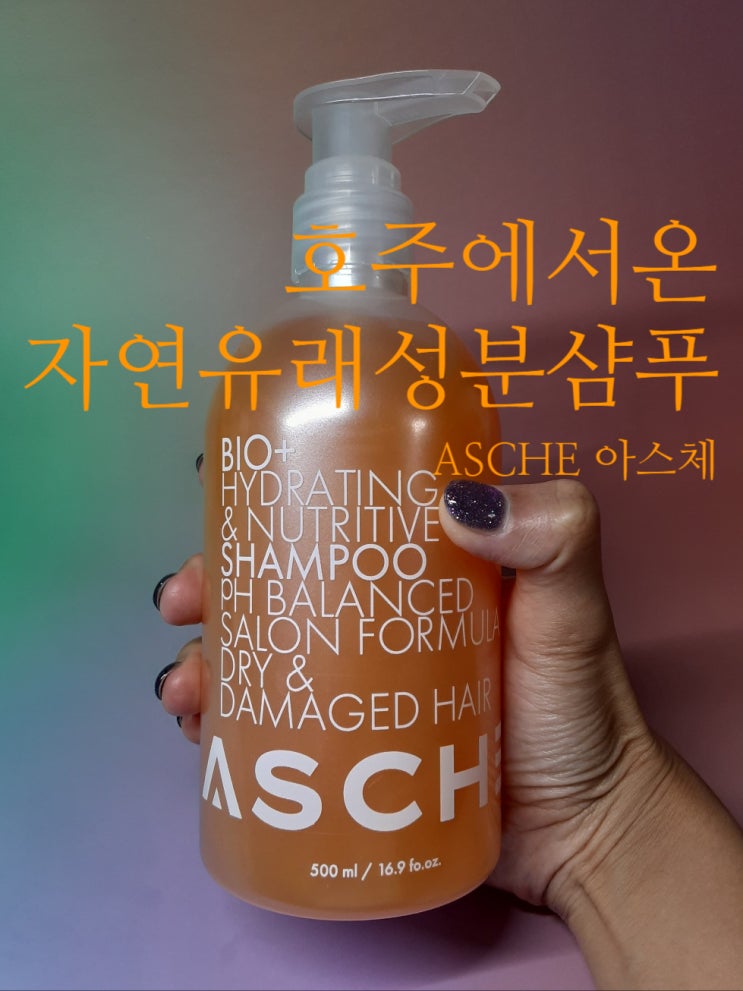 호주에서온
자연유래성분샴푸
ASCHE 아스체
BIO+
HYDRATING
& NUTRITIVE
SHAMPOO
PH BALANCED
SALON FORMULA
DRY &
DAMAGED HAIR
ASCHE
500 ml / 16.9 fo.oz.